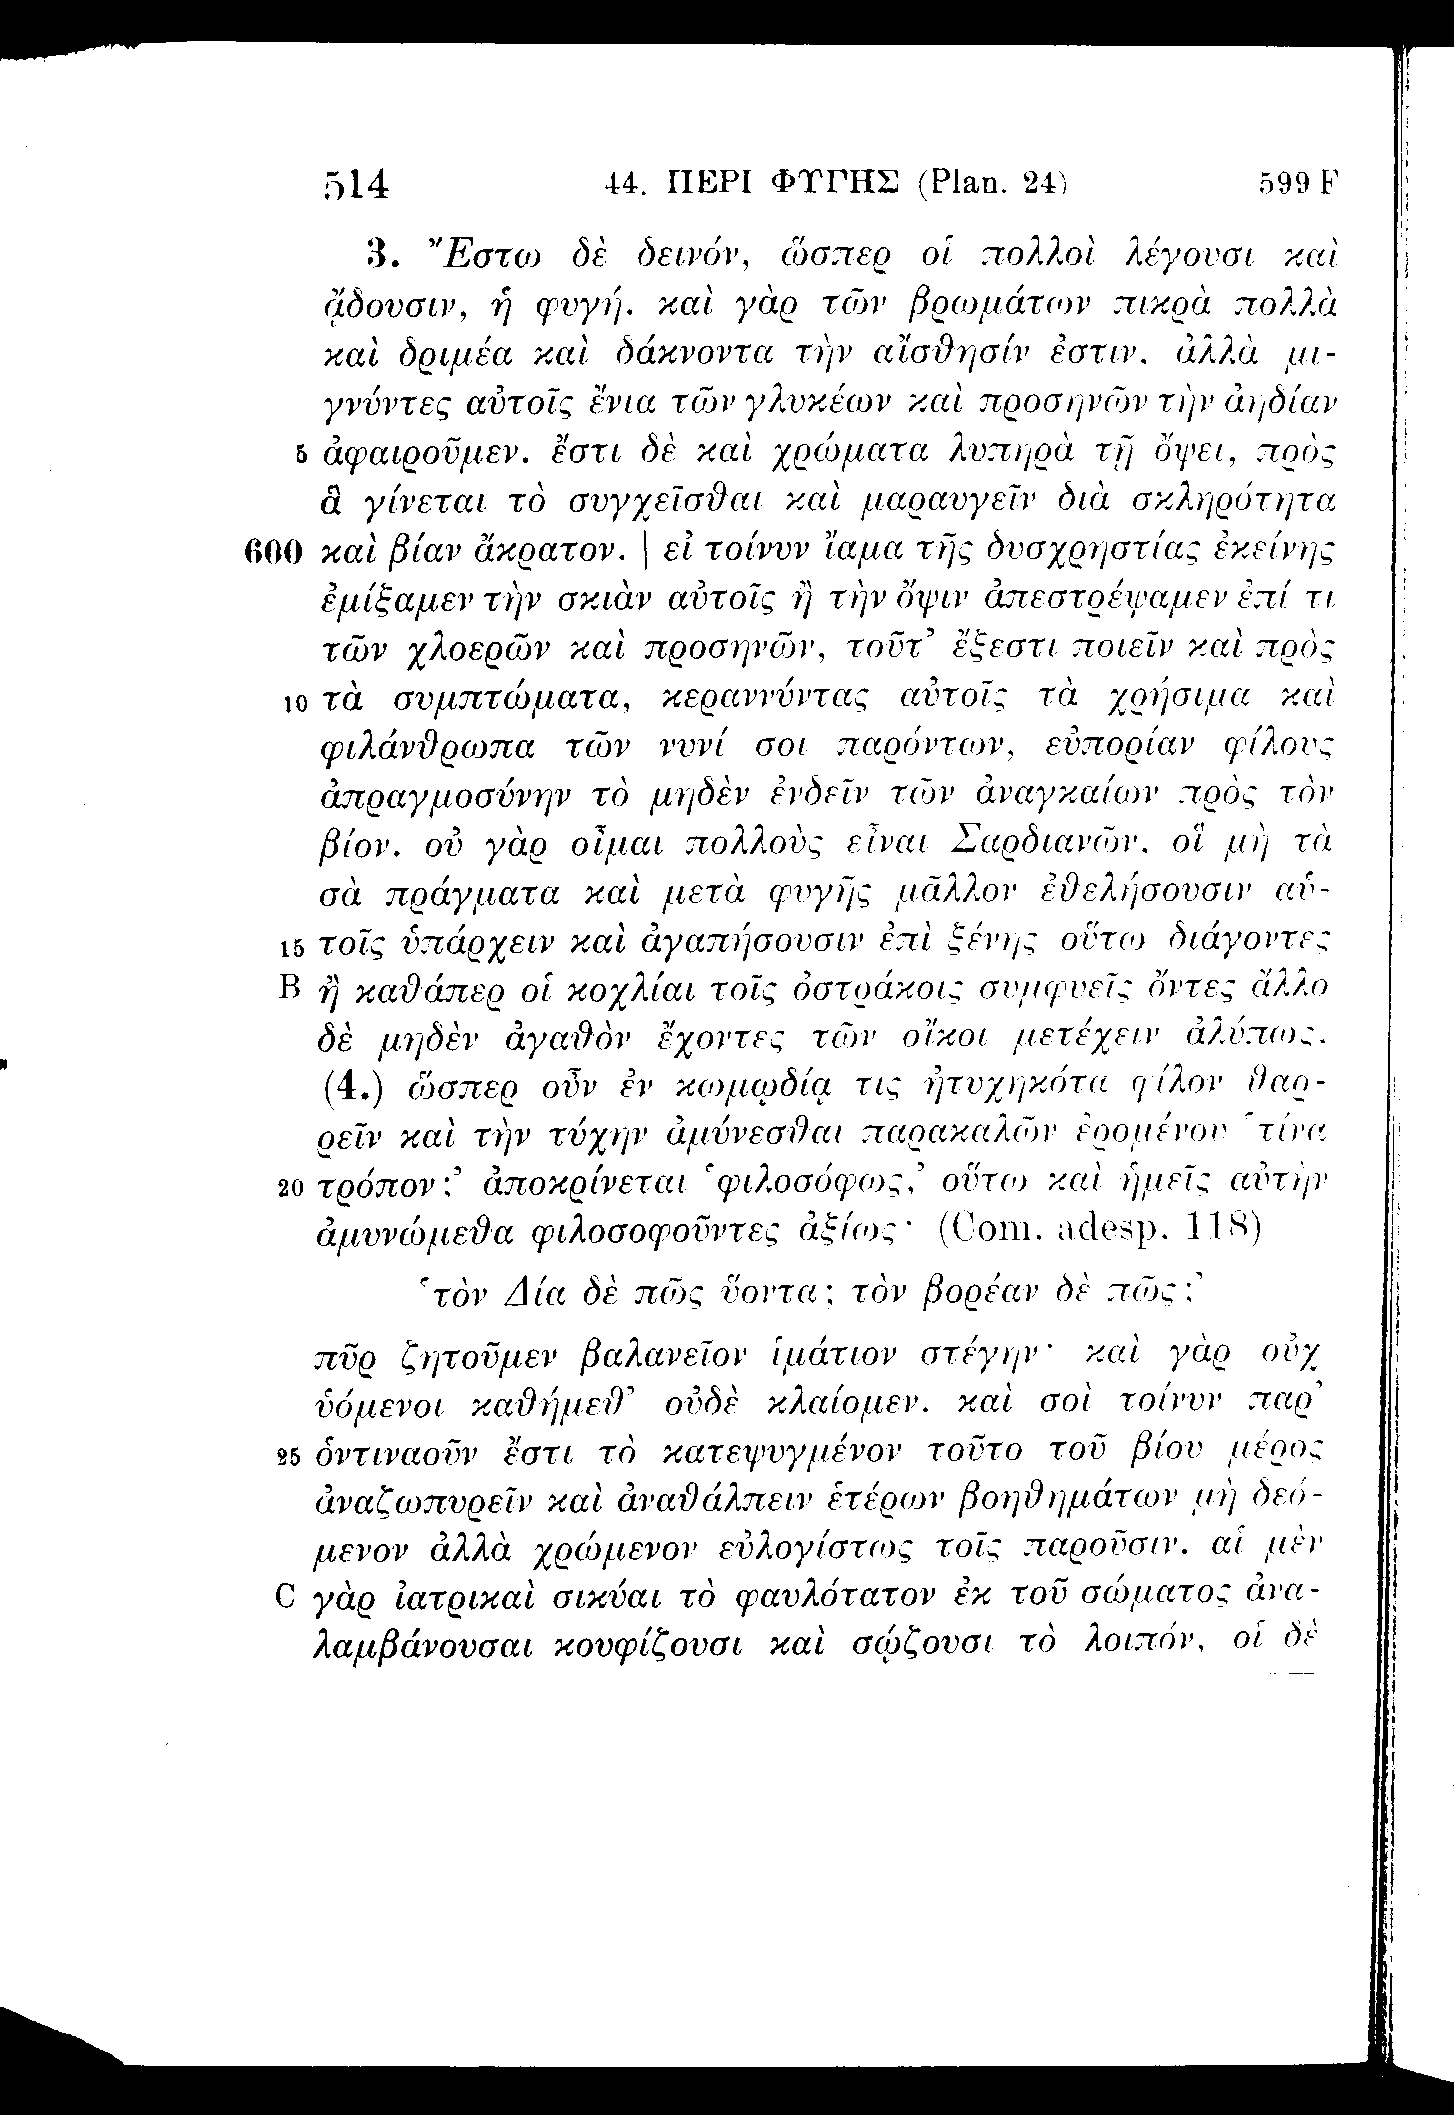 514 44. ΠΕΡΙ ΦΥΓΗΣ (Plan. 24) 599 F
3. Ἔστω δὲ δεινόν, ὥσπερ οἱ πολλοὶ λέγουσι καὶ
ᾄδουσιν, ἡ φυγή. καὶ γὰρ τῶν βρωμάτων πικρὰ πολλὰ
καὶ δριμέα καὶ δάκνοντα τὴν αἴσθησίν ἐστιν. ἀλλὰ μι-
γνύντες αὐτοῖς ἔνια τῶν γλυκέων καὶ προσηνῶν τὴν ἀηδίαν
5 ἀφαιροῦμεν. ἔστι δὲ καὶ χρώματα λυπηρὰ τῇ ὄψει, πρὸς
ἃ γίνεται τὸ συγχεῖσθαι καὶ μαραυγεῖν διὰ σκληρότητα
600 καὶ βίαν ἄκρατον. | εἰ τοίνυν ἴαμα τῆς δυσχρηστίας ἐκείνης
ἐμίξαμεν τὴν σκιὰν αὐτοῖς ἢ τὴν ὄψιν ἀπεστρέψαμεν ἐπί τι
τῶν χλοερῶν καὶ προσηνῶν, τοῦτ’ ἔξεστι ποιεῖν καὶ πρὸς
10 τὰ συμπτώματα, κεραννύντας αὐτοῖς τὰ χρήσιμα καὶ
φιλάνθρωπα τῶν νυνί σοι παρόντων, εὐπορίαν φίλους
ἀπραγμοσύνην τὸ μηδὲν ἐνδεῖν τῶν ἀναγκαίων πρὸς τὸν
βίον. οὐ γὰρ οἶμαι πολλοὺς εἶναι Σαρδιανῶν, οἳ μὴ τὰ
σὰ πράγματα καὶ μετὰ φυγῆς μᾶλλον ἐθελήσουσιν αὑ-
15 τοῖς ὑπάρχειν καὶ ἀγαπήσουσιν ἐπὶ ξένης οὕτω διάγοντες
B ἢ καθάπερ οἱ κοχλίαι τοῖς ὀστράκοις συμφυεῖς ὄντες ἄλλο
δὲ μηδὲν ἀγαθὸν ἔχοντες τῶν οἴκοι μετέχειν ἀλύπως.
(4.) ὥσπερ οὖν ἐν κωμῳδίᾳ τις ἠτυχηκότα φίλον θαρ-
ρεῖν καὶ τὴν τύχην ἀμύνεσθαι παρακαλῶν ἐρομένου ‘τίνα
20 τρόπον;’ ἀποκρίνεται ‘φιλοσόφως,’ οὕτω καὶ ἡμεῖς αὐτὴν
ἀμυνώμεθα φιλοσοφοῦντες ἀξίως· (Com. adesp. 118)
‘τὸν Δία δὲ πῶς ὕοντα; τὸν βορέαν δὲ πῶς;’
πῦρ ζητοῦμεν βαλανεῖον ἱμάτιον στέγην· καὶ γὰρ οὐχ
ὑόμενοι καθήμεθ’ οὐδὲ κλαίομεν. καὶ σοὶ τοίνυν παρ’
25 ὁντιναοῦν ἔστι τὸ κατεψυγμένον τοῦτο τοῦ βίου μέρος
ἀναζωπυρεῖν καὶ ἀναθάλπειν ἑτέρων βοηθημάτων μὴ δεό-
μενον ἀλλὰ χρώμενον εὐλογίστως τοῖς παροῦσιν. αἱ μὲν
C γὰρ ἰατρικαὶ σικύαι τὸ φαυλότατον ἐκ τοῦ σώματος ἀνα-
λαμβάνουσαι κουφίζουσι καὶ σῴζουσι τὸ λοιπόν, οἱ δὲ